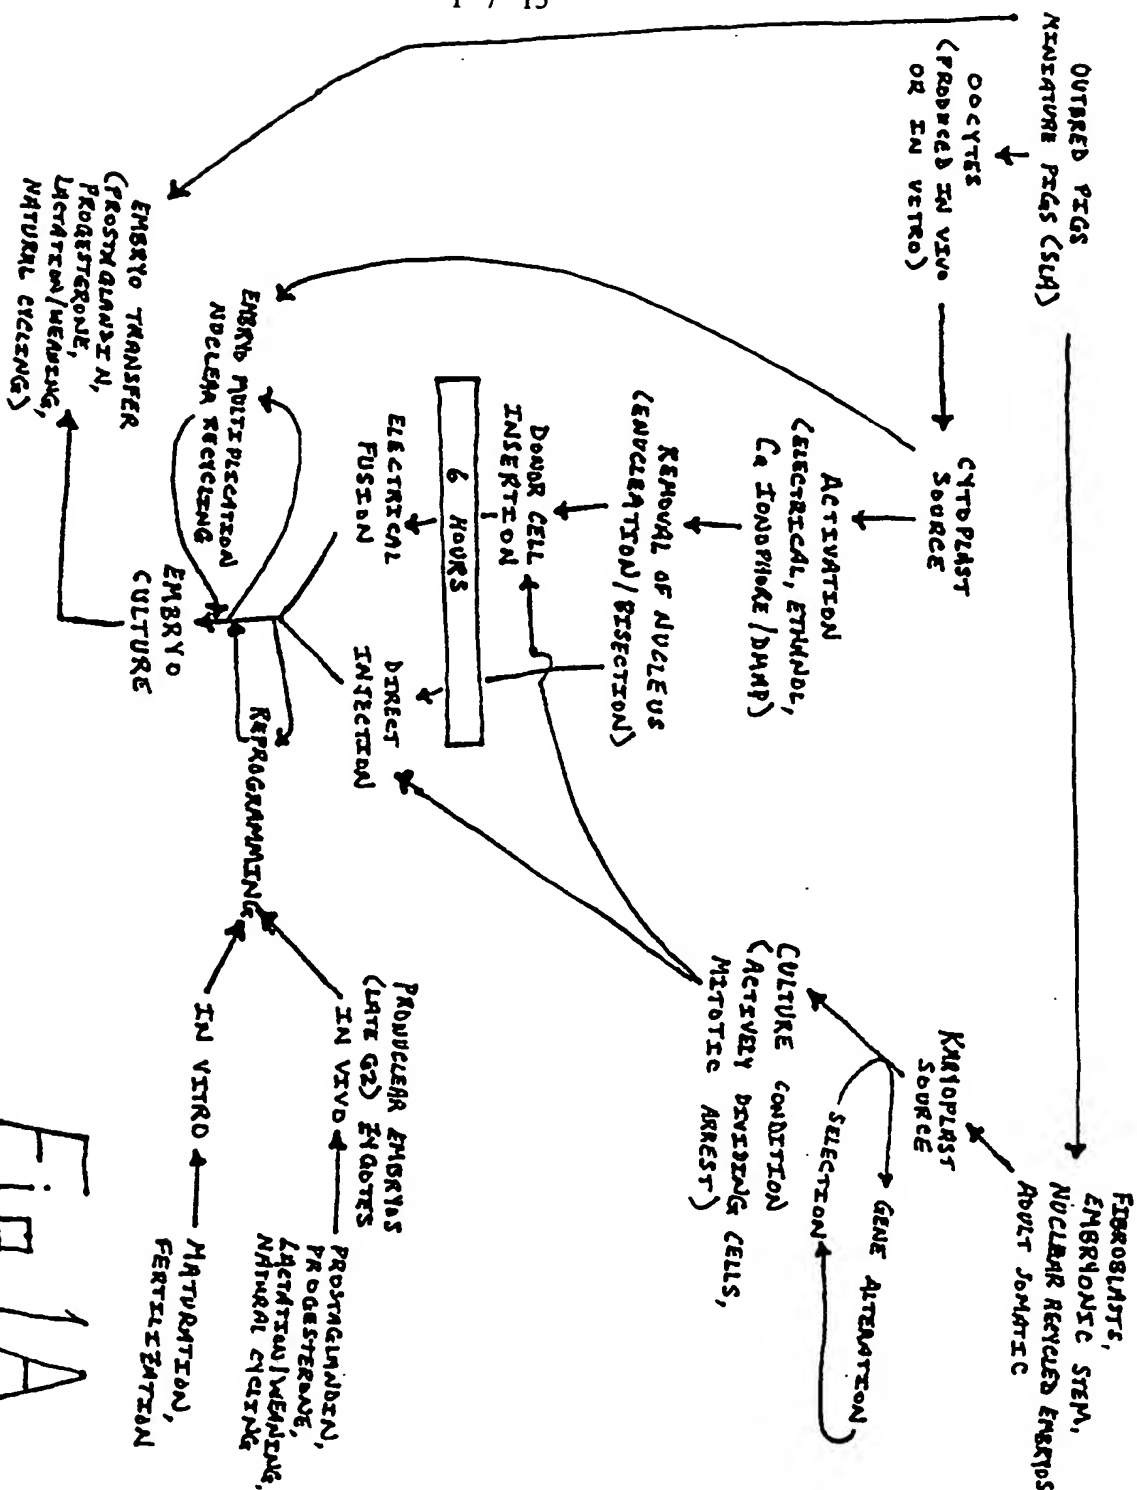 1 / 15
OUTBRED PIGS
MINIATURE PIGS (SLA)
OOCYTES
(PRODUCED IN VIVO
OR IN VITRO)
CYTOPLAST
SOURCE
ACTIVATION
(ELECTRICAL, ETHANOL,
Ca IONOPHORE/DMAP)
REMOVAL OF NUCLEUS
(ENUCLEATION/BISECTION)
DONOR CELL
INSERTION
6 HOURS
ELECTRICAL
FUSION
DIRECT
INJECTION
EMBRYO MULTIPLICATION
NUCLEAR RECYCLING
EMBRYO
CULTURE
EMBRYO TRANSFER
(PROSTAGLANDIN,
PROGESTERONE,
LACTATION/WEANING,
NATURAL CYCLING)
FIBROBLASTS,
EMBRYONIC STEM,
NUCLEAR RECYCLED EMBRYOS
ADULT SOMATIC
KARYOPLAST
SOURCE
GENE ALTERATION
SELECTION
CULTURE CONDITION
(ACTIVELY DIVIDING CELLS,
MITOTIC ARREST)
REPROGRAMMING
PRONUCLEAR EMBRYOS
(LATE G2) ZYGOTES
IN VIVO
PROSTAGLANDIN,
PROGESTERONE,
LACTATION/WEANING,
NATURAL CYCLING
IN VITRO
MATURATION,
FERTILIZATION
Fig 1A